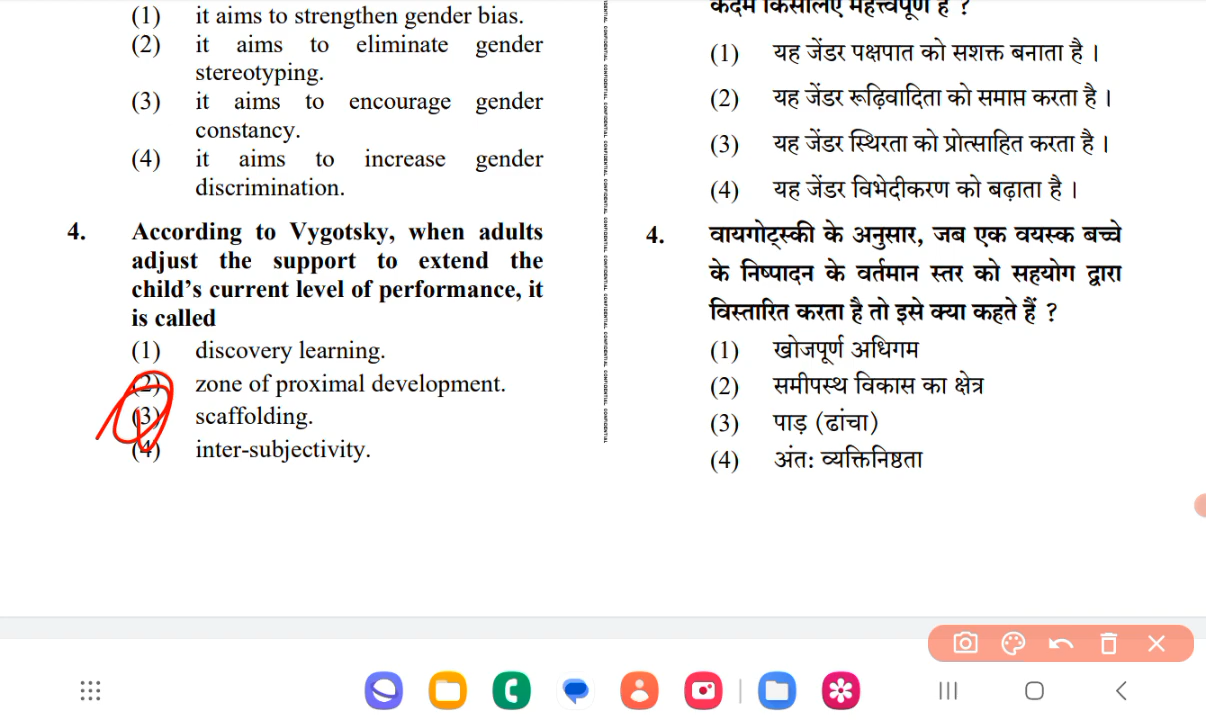 (1) it aims to strengthen gender bias.
(2) it aims to eliminate gender
stereotyping.
(3) it aims to encourage gender
constancy.
(4) it aims to increase gender
discrimination.
4. According to Vygotsky, when adults
adjust the support to extend the
child's current level of performance, it
is called
(1) discovery learning.
(2) zone of proximal development.
(3) scaffolding.
(4) inter-subjectivity.
कदम किसलिए महत्त्वपूर्ण है ?
(1) यह जेंडर पक्षपात को सशक्त बनाता है ।
(2) यह जेंडर रूढ़िवादिता को समाप्त करता है ।
(3) यह जेंडर स्थिरता को प्रोत्साहित करता है ।
(4) यह जेंडर विभेदीकरण को बढ़ाता है ।
4. वायगोट्स्की के अनुसार, जब एक वयस्क बच्चे
के निष्पादन के वर्तमान स्तर को सहयोग द्वारा
विस्तारित करता है तो इसे क्या कहते हैं ?
(1) खोजपूर्ण अधिगम
(2) समीपस्थ विकास का क्षेत्र
(3) पाड़ (ढांचा)
(4) अंत: व्यक्तिनिष्ठता